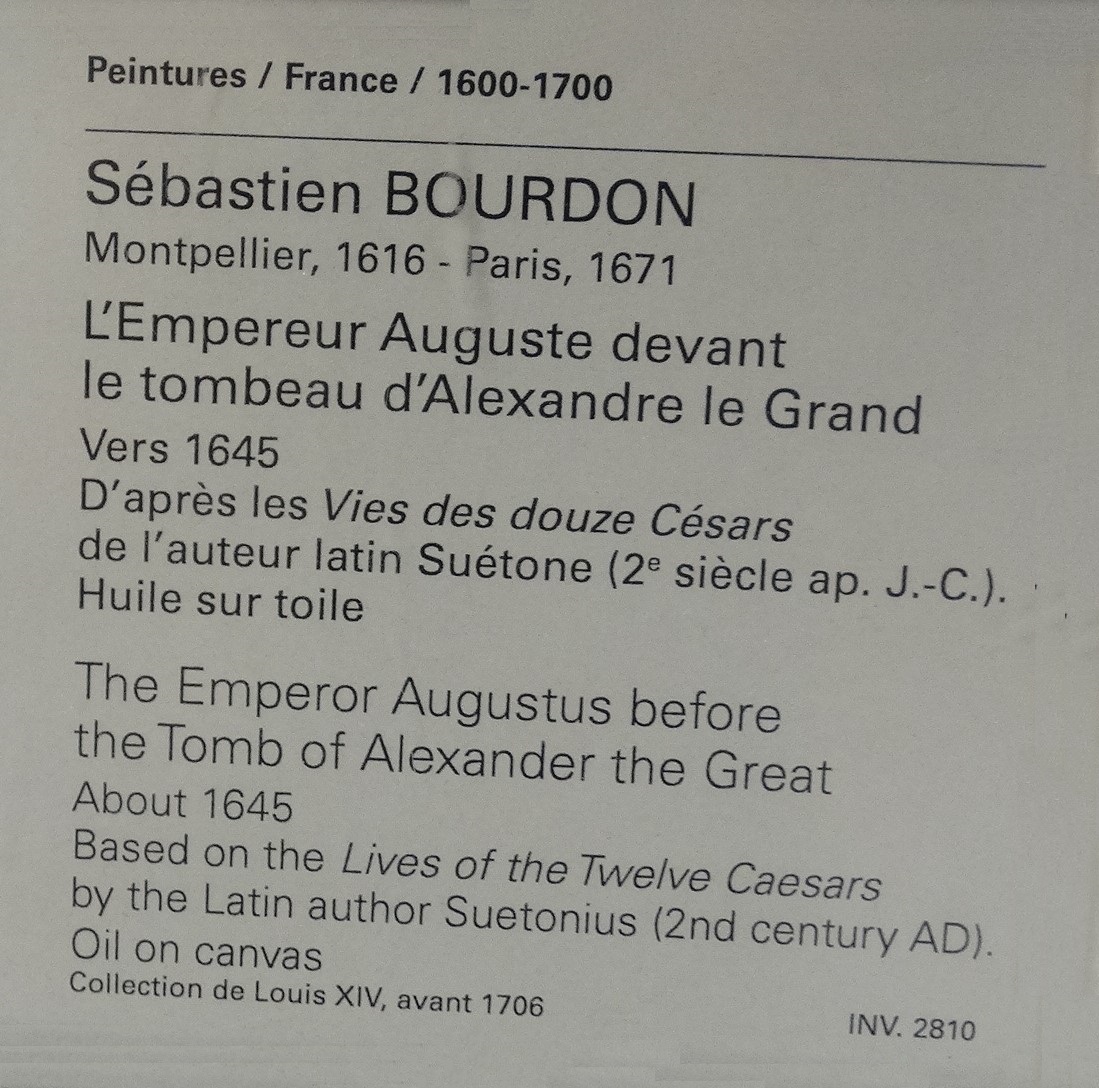 Peintures / France / 1600-1700
Sébastien BOURDON
Montpellier, 1616 - Paris, 1671
L'Empereur Auguste devant
le tombeau d'Alexandre le Grand
Vers 1645
D'après les Vies des douze Césars
de l'auteur latin Suétone (2e siècle ap. J.-C.).
Huile sur toile
The Emperor Augustus before
the Tomb of Alexander the Great
About 1645
Based on the Lives of the Twelve Caesars
by the Latin author Suetonius (2nd century AD).
Oil on canvas
Collection de Louis XIV, avant 1706
INV. 2810